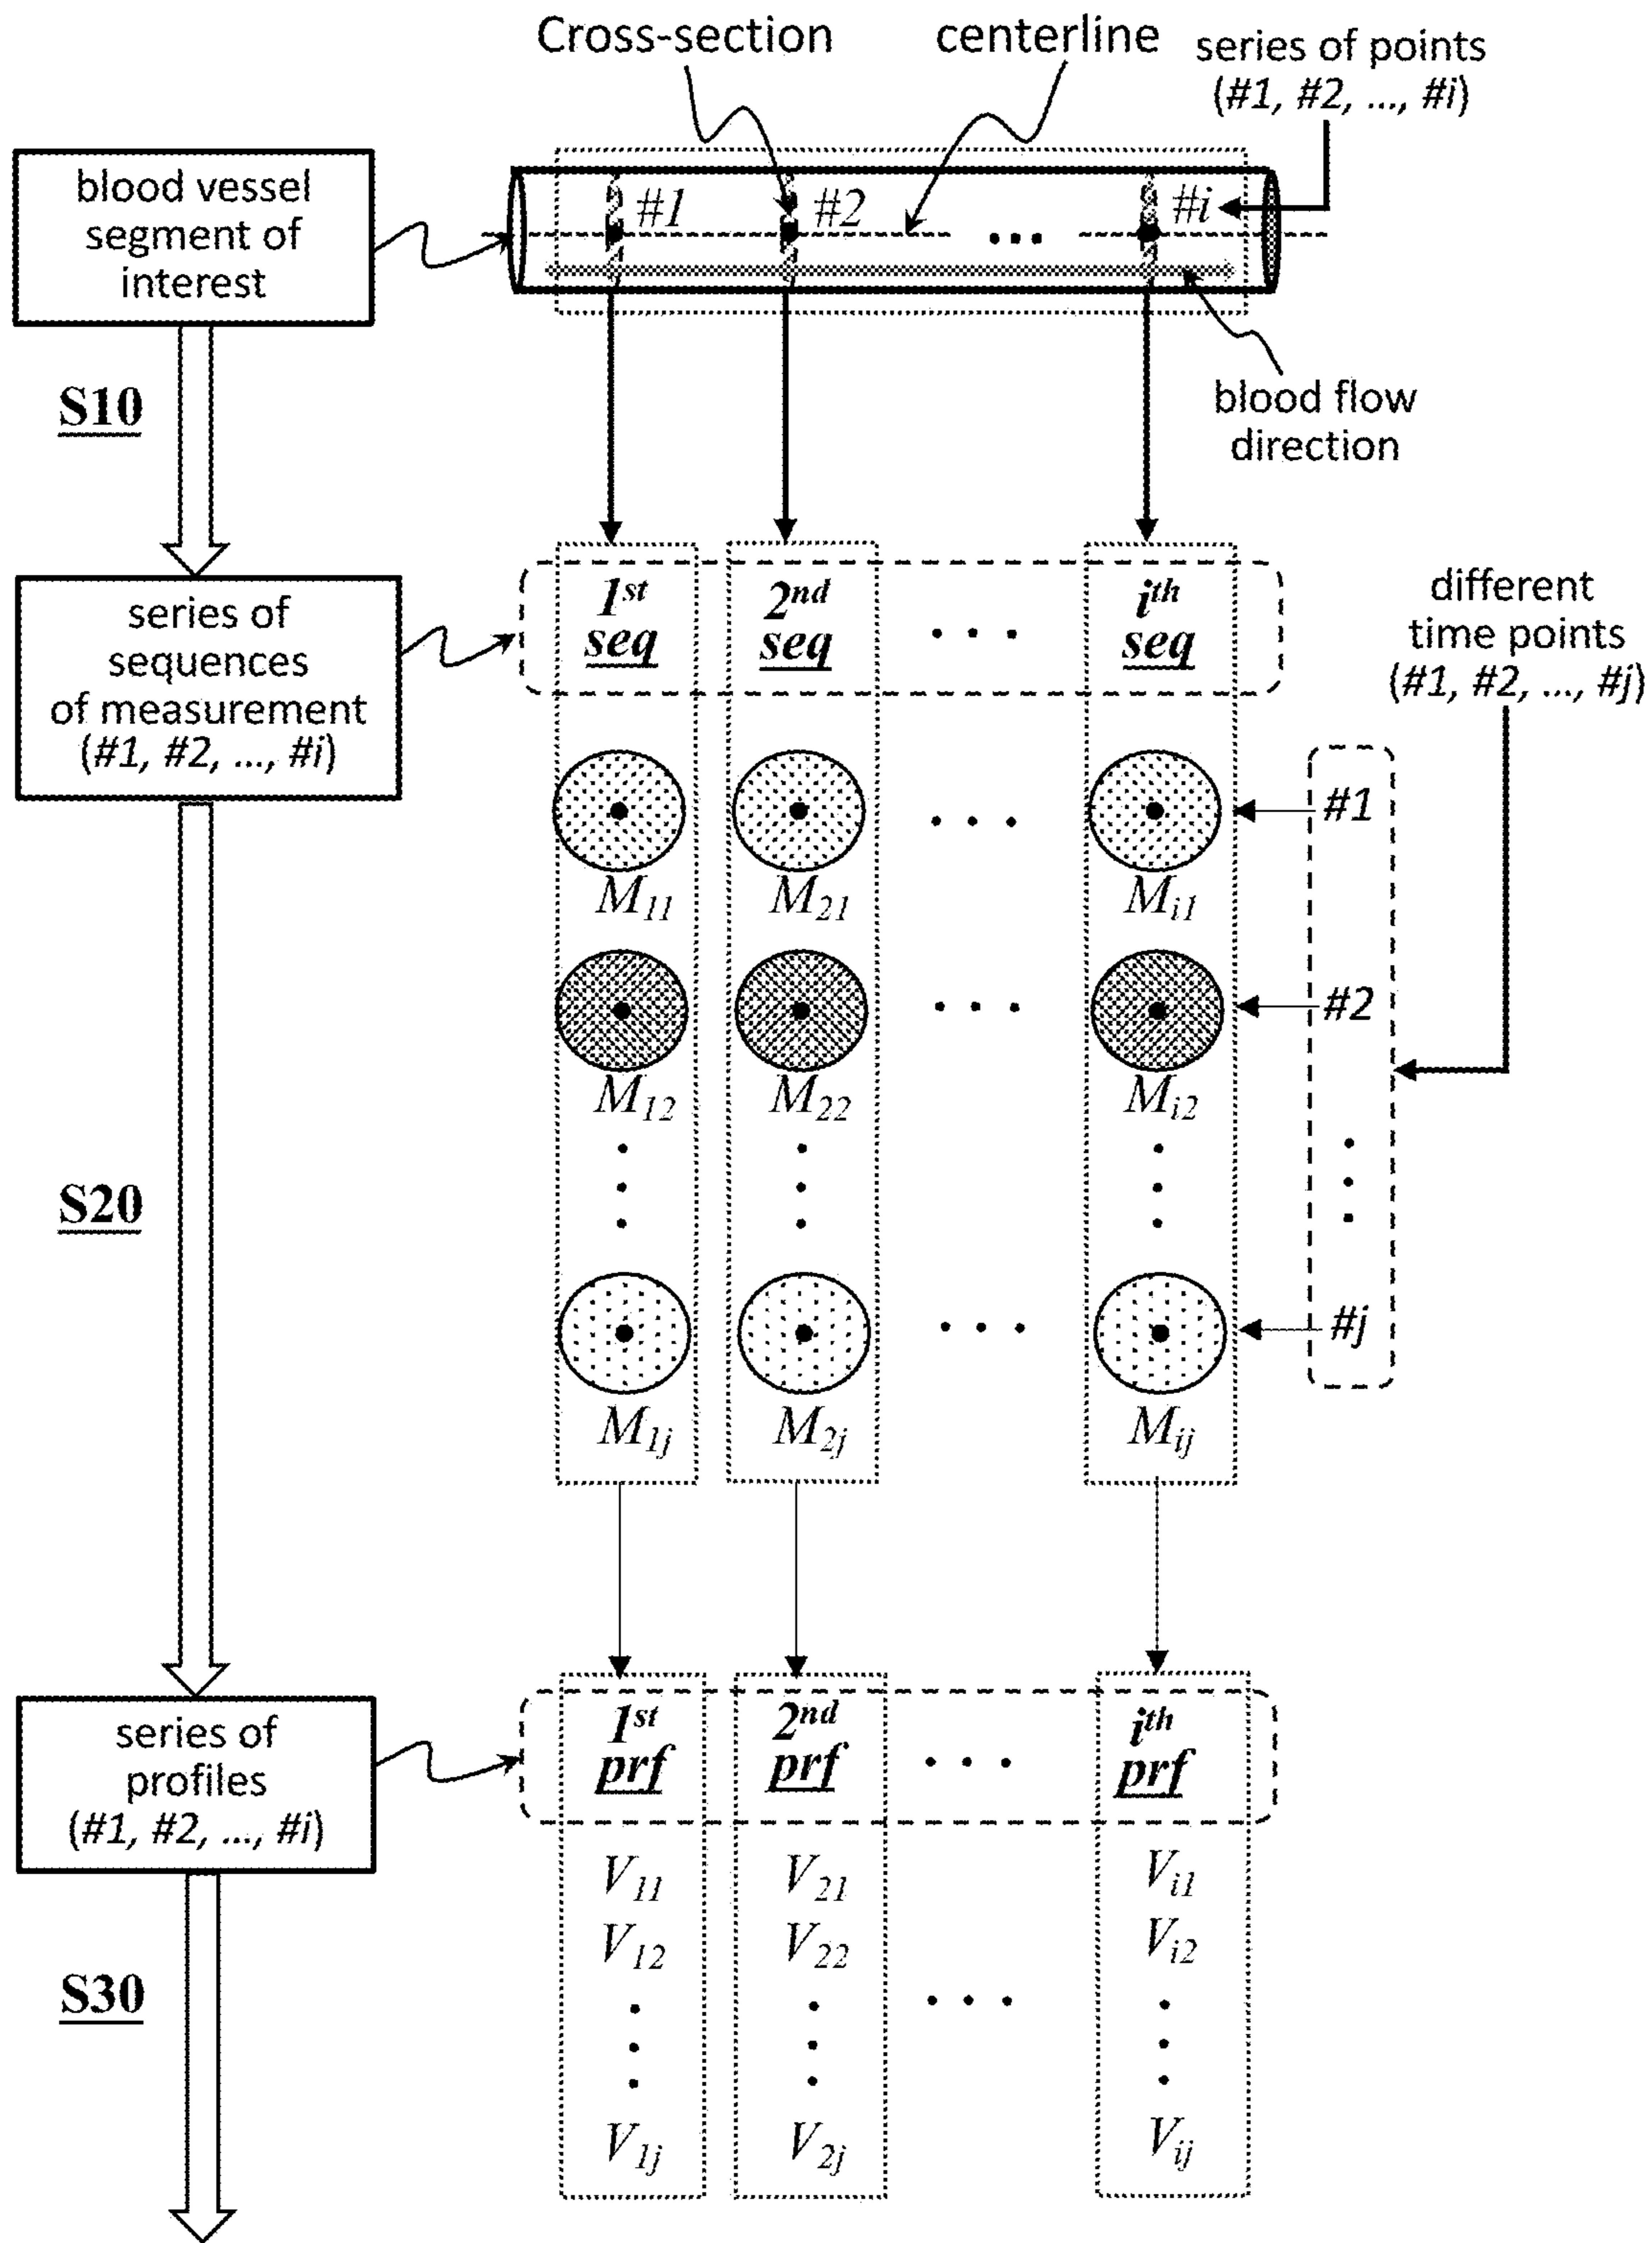 Cross-section
centerline
series of points
(#1, #2, ..., #i)
blood vessel
segment of
interest
#1
#2
...
#i
blood flow
direction
S10
series of
sequences
of measurement
(#1, #2, ..., #i)
1st
seq
2nd
seq
. . .
ith
seq
different
time points
(#1, #2, ..., #j)
M11
M21
. . .
Mi1
#1
M12
M22
. . .
Mi2
#2
S20
M1j
M2j
. . .
Mij
#j
series of
profiles
(#1, #2, ..., #i)
1st
prf
2nd
prf
. . .
ith
prf
V11
V21
Vi1
V12
V22
Vi2
S30
. . .
V1j
V2j
Vij